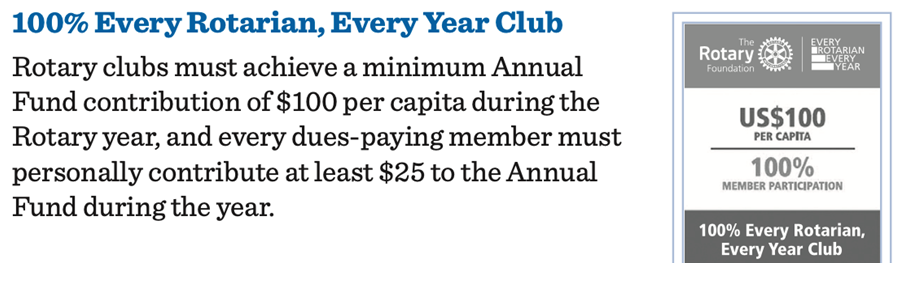 100% Every Rotarian, Every Year Club
Rotary clubs must achieve a minimum Annual
Fund contribution of $100 per capita during the
Rotary year, and every dues-paying member must
personally contribute at least $25 to the Annual
Fund during the year.
The
Rotary
Foundation
EVERY
ROTARIAN
EVERY
YEAR
US$100
PER CAPITA
100%
MEMBER PARTICIPATION
100% Every Rotarian,
Every Year Club